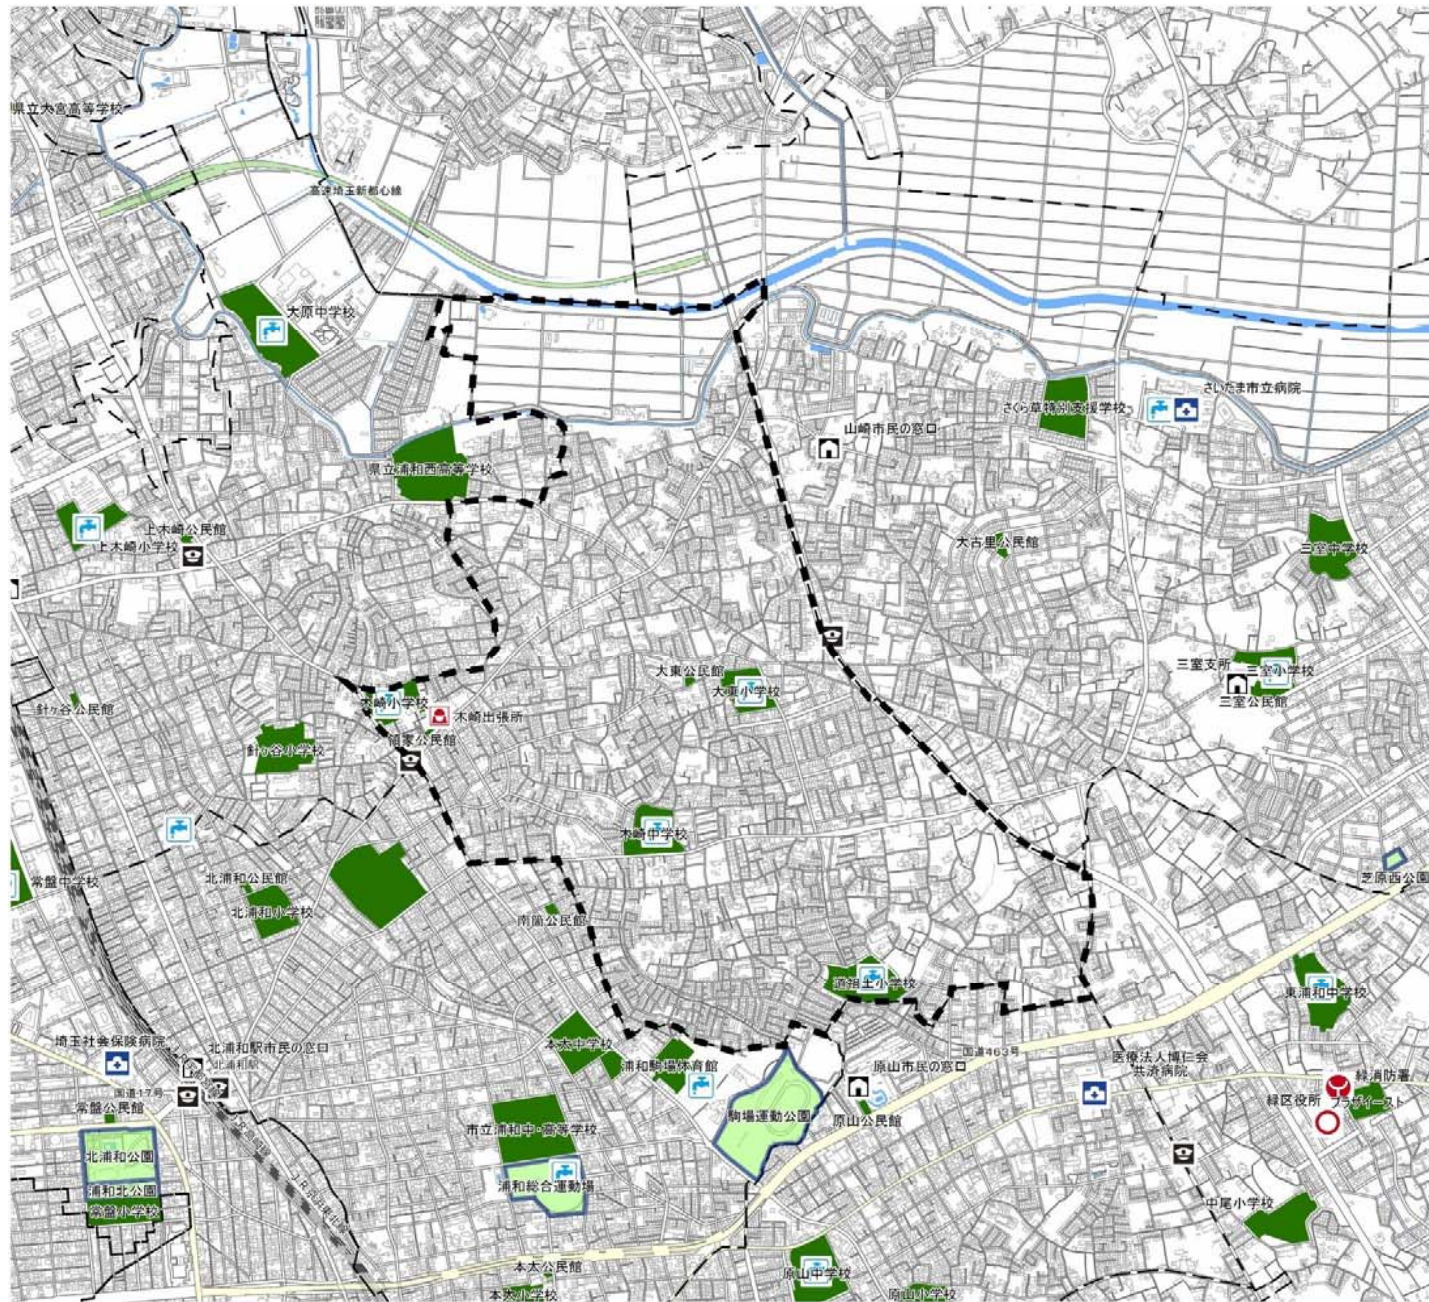 県立大宮高等学校
高速埼玉新都心線
大原中学校
さいたま市立病院
さくら草特別支援学校
山崎市民の窓口
県立浦和西高等学校
上木崎公民館
上木崎小学校
大古里公民館
三室中学校
三室支所
三室小学校
三室公民館
大東公民館
大東小学校
針ヶ谷公民館
木崎小学校
木崎出張所
領家公民館
針ヶ谷小学校
木崎中学校
芝原西公園
常盤中学校
北浦和公民館
北浦和小学校
南箇公民館
道祖土小学校
東浦和中学校
埼玉社会保険病院
北浦和駅市民の窓口
北浦和駅
本太中学校
浦和駒場体育館
国道463号
医療法人博仁会
共済病院
原山市民の窓口
緑消防署
緑区役所
プラザイースト
国道17号
常盤公民館
駒場運動公園
原山公民館
市立浦和中・高等学校
北浦和公園
浦和総合運動場
浦和北公園
常盤小学校
中尾小学校
本太公民館
原山中学校
本太小学校
原山小学校